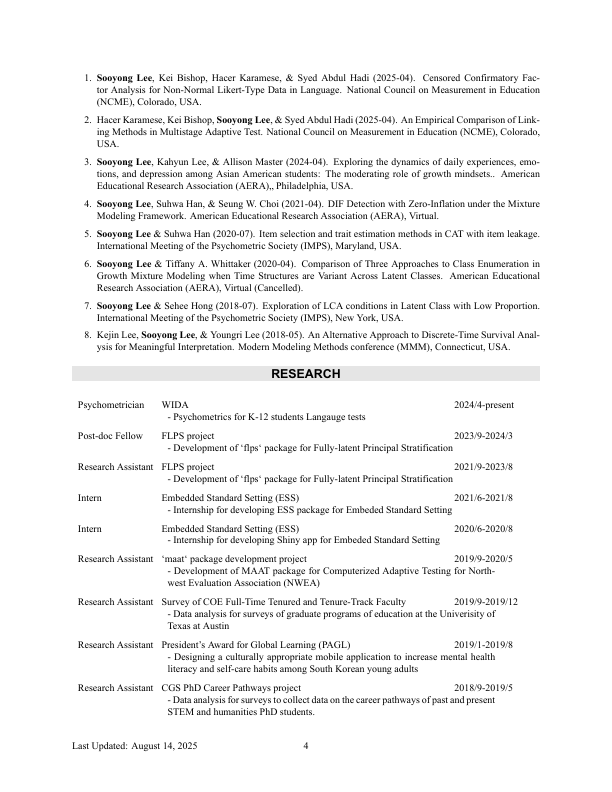 1. Sooyong Lee, Kei Bishop, Hacer Karamese, & Syed Abdul Hadi (2025-04). Censored Confirmatory Fac-
tor Analysis for Non-Normal Likert-Type Data in Language. National Council on Measurement in Education
(NCME), Colorado, USA.
2. Hacer Karamese, Kei Bishop, Sooyong Lee, & Syed Abdul Hadi (2025-04). An Empirical Comparison of Link-
ing Methods in Multistage Adaptive Test. National Council on Measurement in Education (NCME), Colorado,
USA.
3. Sooyong Lee, Kahyun Lee, & Allison Master (2024-04). Exploring the dynamics of daily experiences, emo-
tions, and depression among Asian American students: The moderating role of growth mindsets.. American
Educational Research Association (AERA),, Philadelphia, USA.
4. Sooyong Lee, Suhwa Han, & Seung W. Choi (2021-04). DIF Detection with Zero-Inflation under the Mixture
Modeling Framework. American Educational Research Association (AERA), Virtual.
5. Sooyong Lee & Suhwa Han (2020-07). Item selection and trait estimation methods in CAT with item leakage.
International Meeting of the Psychometric Society (IMPS), Maryland, USA.
6. Sooyong Lee & Tiffany A. Whittaker (2020-04). Comparison of Three Approaches to Class Enumeration in
Growth Mixture Modeling when Time Structures are Variant Across Latent Classes. American Educational
Research Association (AERA), Virtual (Cancelled).
7. Sooyong Lee & Sehee Hong (2018-07). Exploration of LCA conditions in Latent Class with Low Proportion.
International Meeting of the Psychometric Society (IMPS), New York, USA.
8. Kejin Lee, Sooyong Lee, & Youngri Lee (2018-05). An Alternative Approach to Discrete-Time Survival Anal-
ysis for Meaningful Interpretation. Modern Modeling Methods conference (MMM), Connecticut, USA.
RESEARCH
Psychometrician WIDA 2024/4-present
- Psychometrics for K-12 students Langauge tests
Post-doc Fellow FLPS project 2023/9-2024/3
- Development of ‘flps‘ package for Fully-latent Principal Stratification
Research Assistant FLPS project 2021/9-2023/8
- Development of ‘flps‘ package for Fully-latent Principal Stratification
Intern Embedded Standard Setting (ESS) 2021/6-2021/8
- Internship for developing ESS package for Embeded Standard Setting
Intern Embedded Standard Setting (ESS) 2020/6-2020/8
- Internship for developing Shiny app for Embeded Standard Setting
Research Assistant ‘maat‘ package development project 2019/9-2020/5
- Development of MAAT package for Computerized Adaptive Testing for North-
west Evaluation Association (NWEA)
Research Assistant Survey of COE Full-Time Tenured and Tenure-Track Faculty 2019/9-2019/12
- Data analysis for surveys of graduate programs of education at the Univerisity of
Texas at Austin
Research Assistant President’s Award for Global Learning (PAGL) 2019/1-2019/8
- Designing a culturally appropriate mobile application to increase mental health
literacy and self-care habits among South Korean young adults
Research Assistant CGS PhD Career Pathways project 2018/9-2019/5
- Data analysis for surveys to collect data on the career pathways of past and present
STEM and humanities PhD students.
Last Updated: August 14, 2025 4